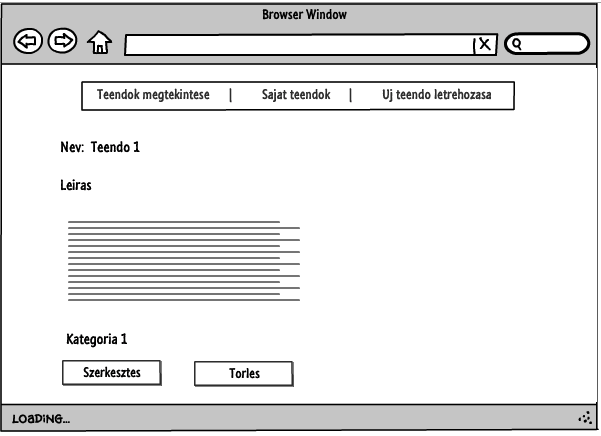 Browser Window
Teendok megtekintese | Sajat teendok | Uj teendo letrehozasa
Nev: Teendo 1
Leiras
Kategoria 1
Szerkesztes Torles
LOADING...